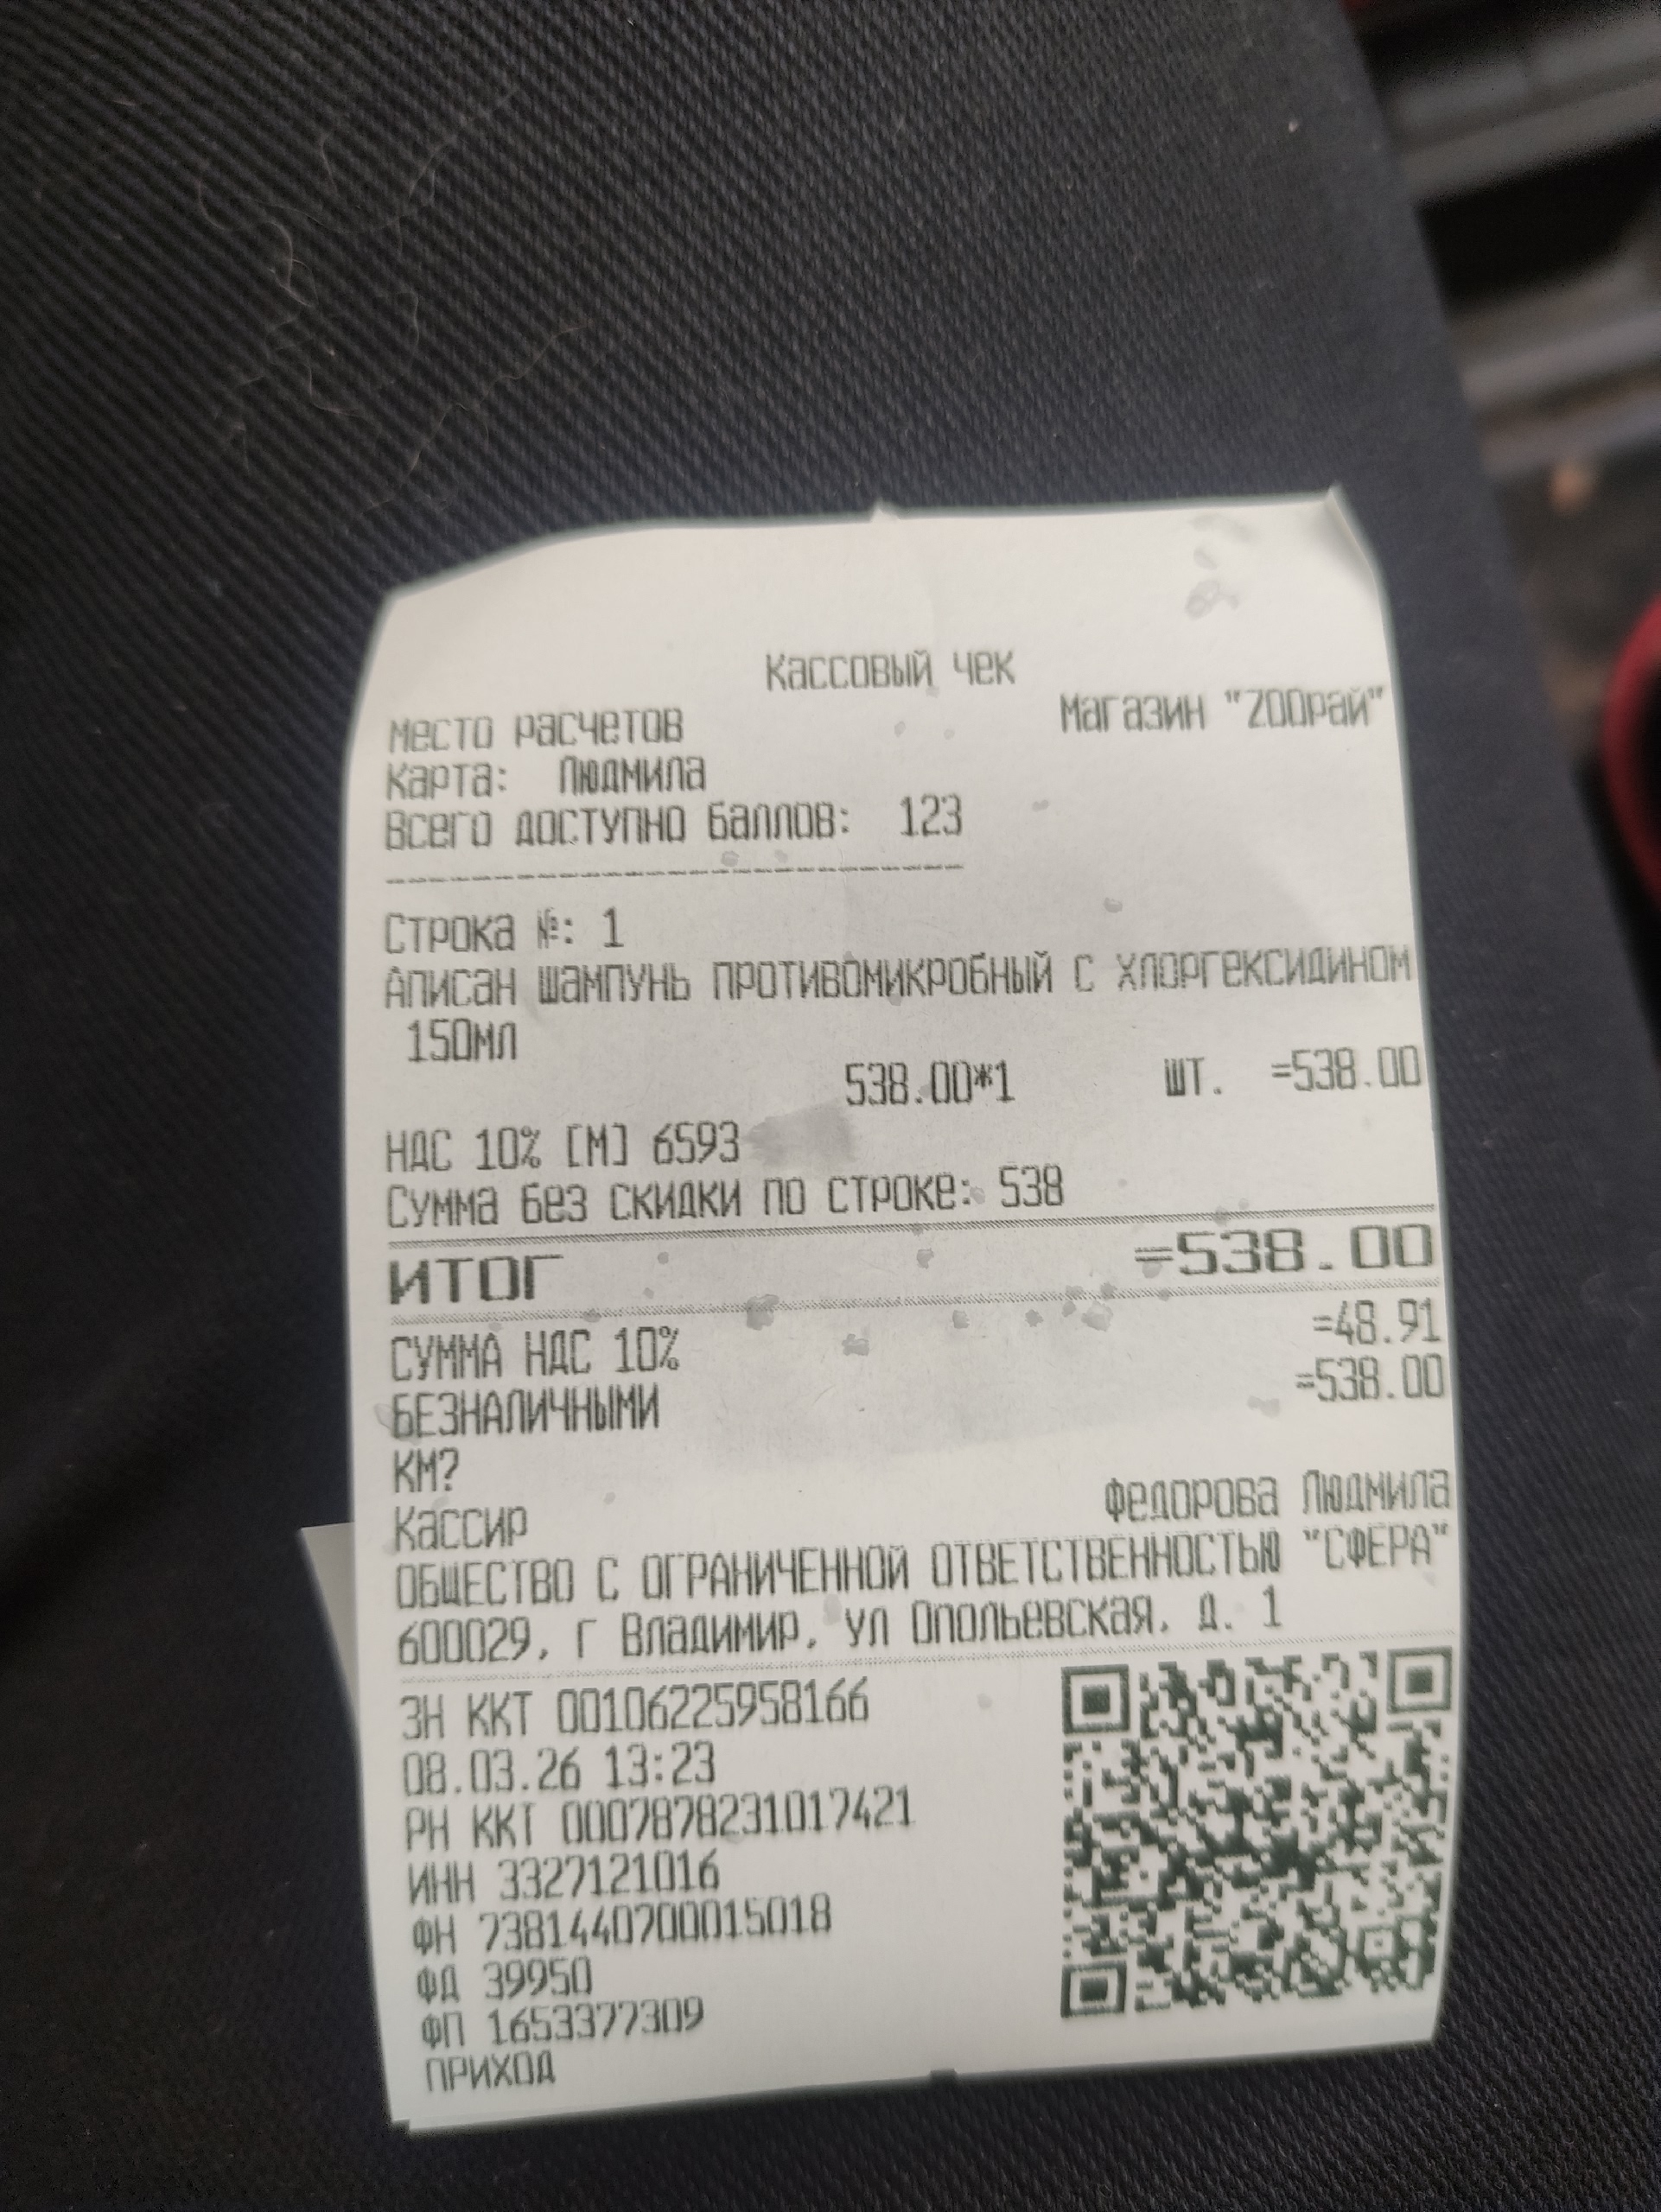 Кассовый чек
Место расчетов Магазин "ZOOРай"
Карта: Людмила
Всего доступно баллов: 123
Строка №: 1
Аписан шампунь противомикробный с хлоргексидином
150мл
538.00*1 шт. =538.00
НДС 10% [М] 6593
Сумма без скидки по строке: 538
ИТОГ =538.00
СУММА НДС 10% =48.91
БЕЗНАЛИЧНЫМИ =538.00
КМ?
Кассир Федорова Людмила
ОБЩЕСТВО С ОГРАНИЧЕННОЙ ОТВЕТСТВЕННОСТЬЮ "СФЕРА"
600029, г Владимир, ул Опольевская, д. 1
ЗН ККТ 00106225958166
08.03.26 13:23
РН ККТ 0007878231017421
ИНН 3327121016
ФН 7381440700015018
ФД 39950
ФП 1653377309
ПРИХОД